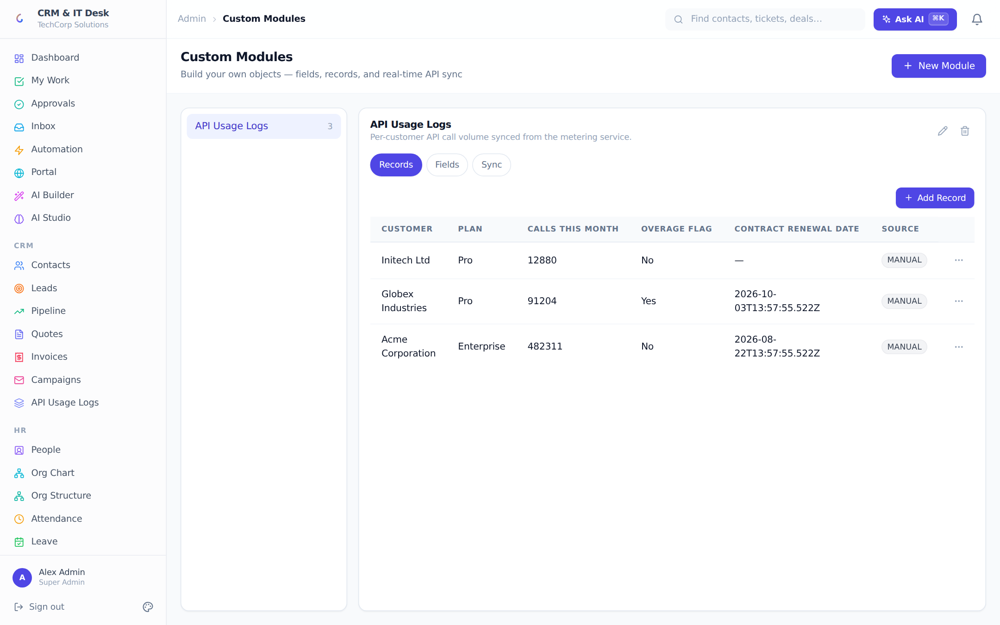 CRM & IT Desk
TechCorp Solutions
Dashboard
My Work
Approvals
Inbox
Automation
Portal
AI Builder
AI Studio
CRM
Contacts
Leads
Pipeline
Quotes
Invoices
Campaigns
API Usage Logs
HR
People
Org Chart
Org Structure
Attendance
Leave
A
Alex Admin
Super Admin
Sign out
Admin > Custom Modules
Find contacts, tickets, deals...
Ask AI ⌘K
Custom Modules
Build your own objects — fields, records, and real-time API sync
+ New Module
API Usage Logs 3
API Usage Logs
Per-customer API call volume synced from the metering service.
Records Fields Sync
+ Add Record
CUSTOMER PLAN CALLS THIS MONTH OVERAGE FLAG CONTRACT RENEWAL DATE SOURCE
Initech Ltd Pro 12880 No — MANUAL
Globex
Industries
Pro 91204 Yes
2026-10-
03T13:57:55.522Z
MANUAL
Acme
Corporation
Enterprise 482311 No
2026-08-
22T13:57:55.522Z
MANUAL